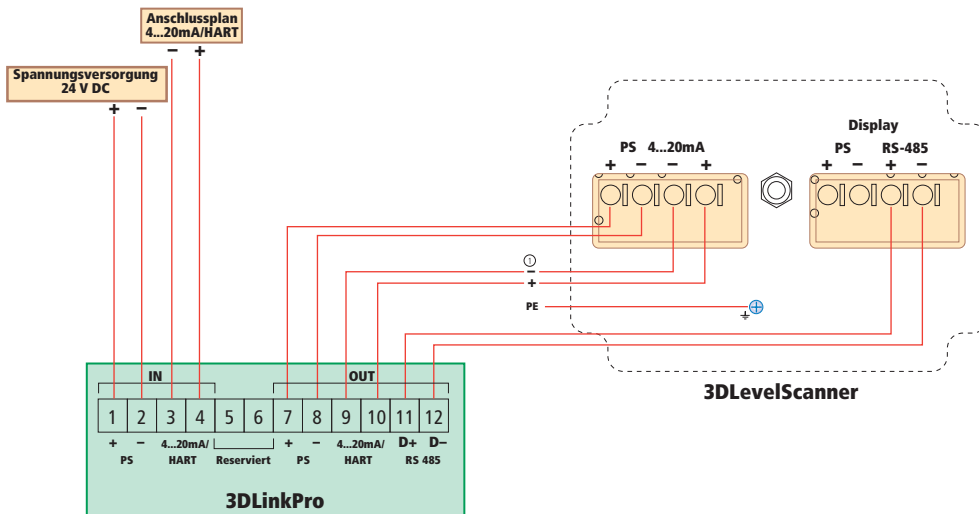 Anschlussplan
4...20mA/HART
− +
Spannungsversorgung
24 V DC
+ −
Display
PS 4...20mA
+ − − +
PS RS-485
+ − + −
①
−
+
PE
3DLevelScanner
IN OUT
1 2 3 4 5 6 7 8 9 10 11 12
+ − 4...20mA/ + − 4...20mA/ D+ D−
PS HART Reserviert PS HART RS 485
3DLinkPro